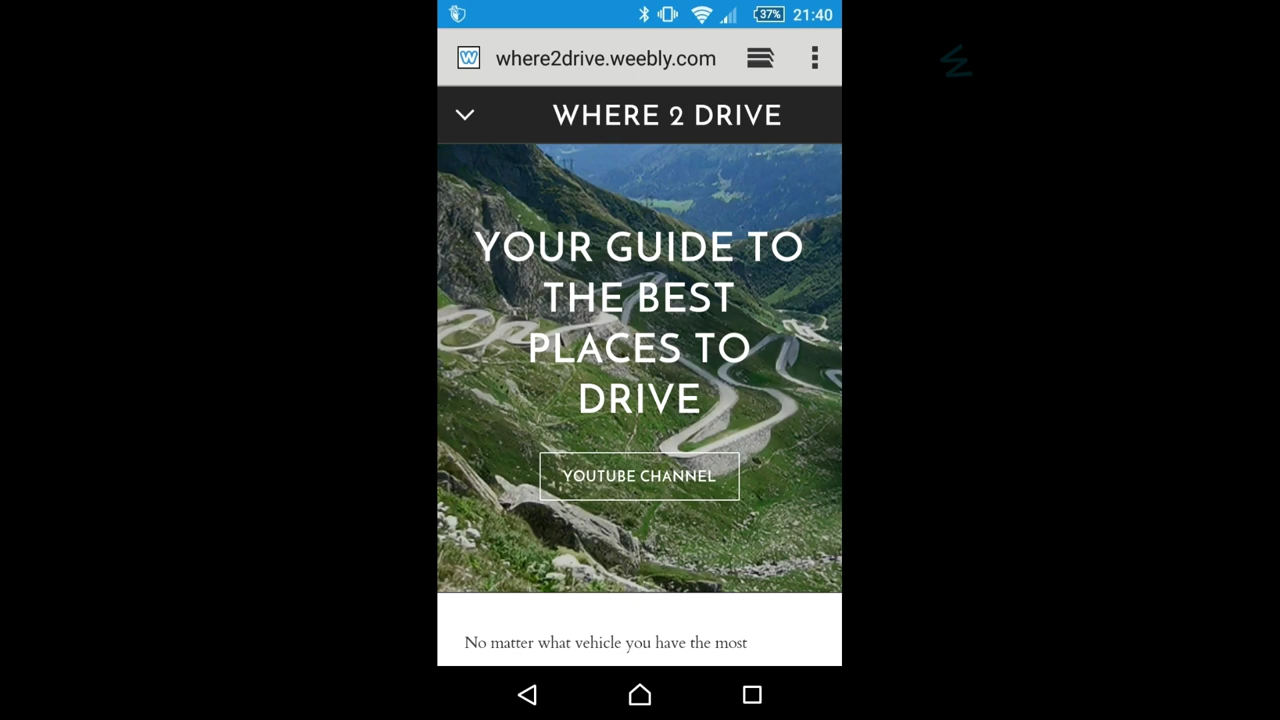 37% 21:40
where2drive.weebly.com
WHERE 2 DRIVE
YOUR GUIDE TO
THE BEST
PLACES TO
DRIVE
YOUTUBE CHANNEL
No matter what vehicle you have the most